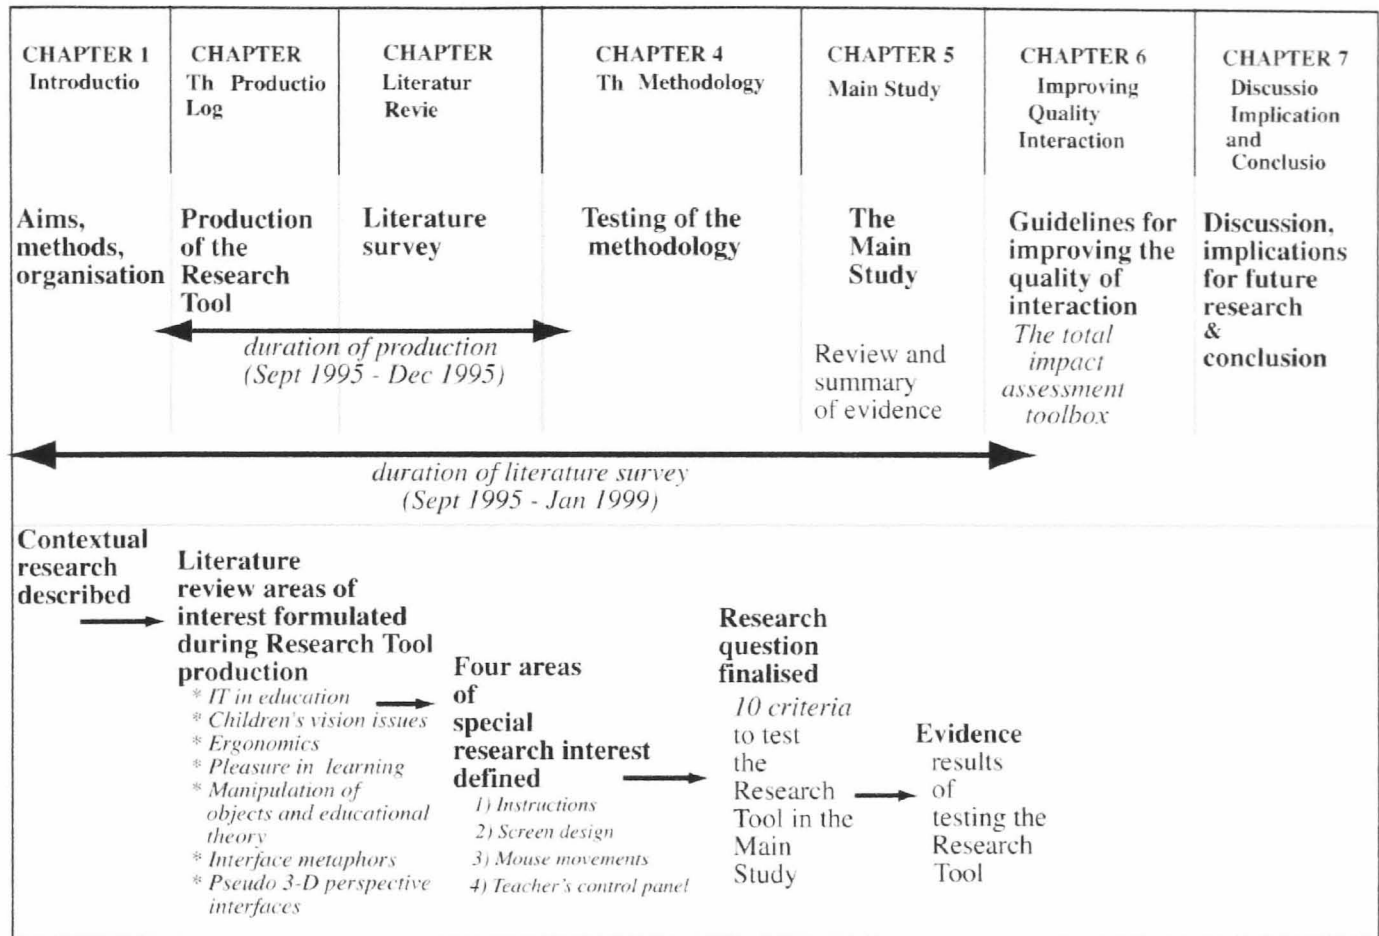 CHAPTER 1
Introductio
CHAPTER
Th Productio
Log
CHAPTER
Literatur
Revie
CHAPTER 4
Th Methodology
CHAPTER 5
Main Study
CHAPTER 6
Improving
Quality
Interaction
CHAPTER 7
Discussio
Implication
and
Conclusio
Aims,
methods,
organisation
Production
of the
Research
Tool
Literature
survey
Testing of the
methodology
The
Main
Study
Review and
summary
of evidence
Guidelines for
improving the
quality of
interaction
The total
impact
assessment
toolbox
Discussion,
implications
for future
research
&
conclusion
duration of production
(Sept 1995 - Dec 1995)
duration of literature survey
(Sept 1995 - Jan 1999)
Contextual
research
described
Literature
review areas of
interest formulated
during Research Tool
production
* IT in education
* Children's vision issues
* Ergonomics
* Pleasure in learning
* Manipulation of
objects and educational
theory
* Interface metaphors
* Pseudo 3-D perspective
interfaces
Four areas
of
special
research interest
defined
1) Instructions
2) Screen design
3) Mouse movements
4) Teacher's control panel
Research
question
finalised
10 criteria
to test
the
Research
Tool in the
Main
Study
Evidence
results
of
testing the
Research
Tool